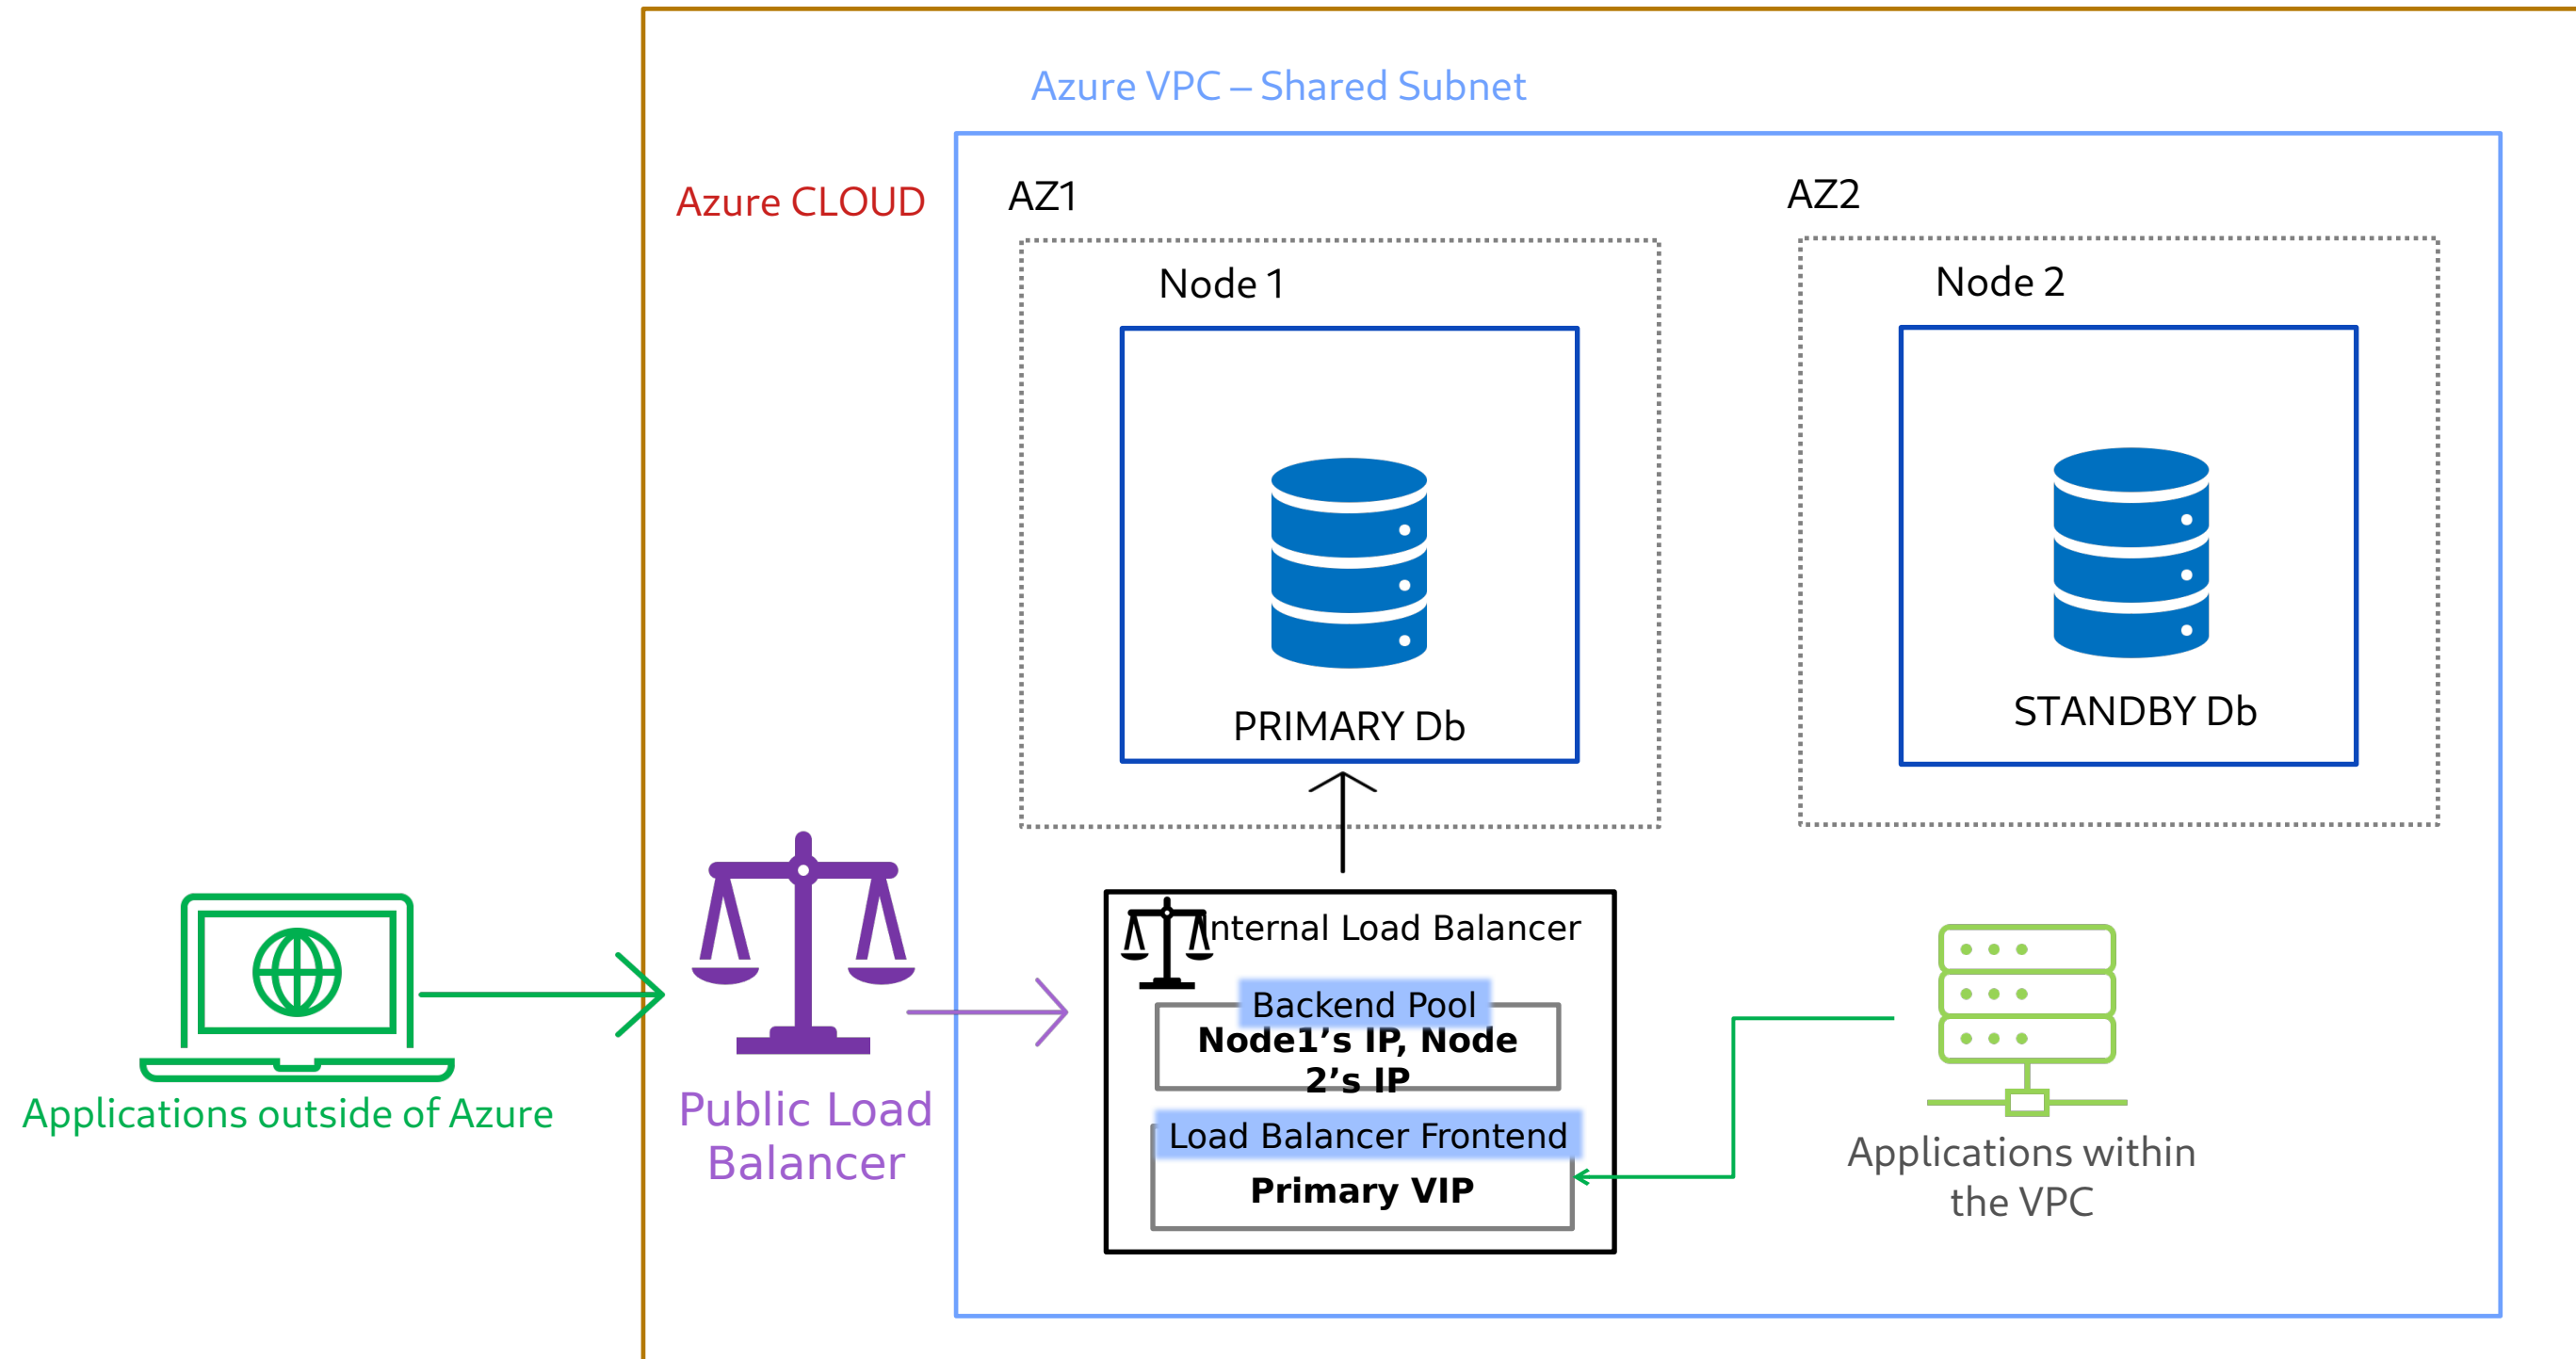 Azure VPC – Shared Subnet
Azure CLOUD
AZ1
AZ2
Node 1
Node 2
PRIMARY Db
STANDBY Db
Internal Load Balancer
Backend Pool
Node1’s IP, Node
2’s IP
Load Balancer Frontend
Primary VIP
Applications outside of Azure
Public Load
Balancer
Applications within
the VPC